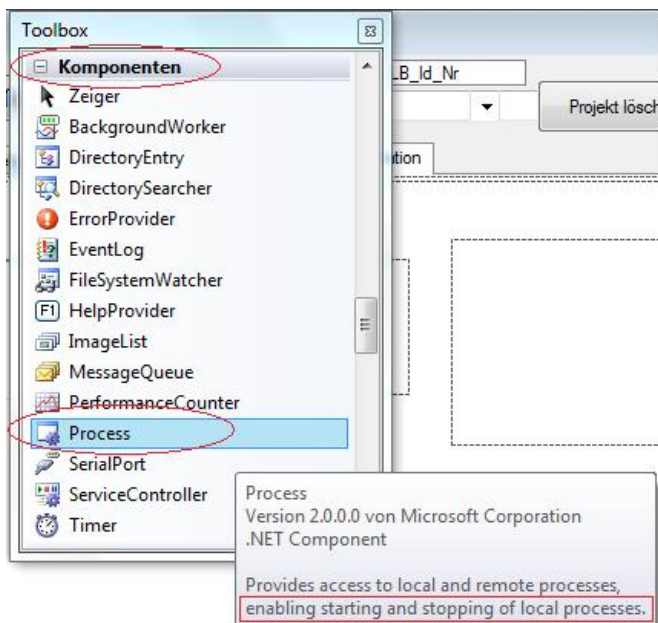 Toolbox
Komponenten
Zeiger
BackgroundWorker
DirectoryEntry
DirectorySearcher
ErrorProvider
EventLog
FileSystemWatcher
F1 HelpProvider
ImageList
MessageQueue
PerformanceCounter
Process
SerialPort
ServiceController
Timer
_B_Id_Nr
Projekt lösch
tion
Process
Version 2.0.0.0 von Microsoft Corporation
.NET Component
Provides access to local and remote processes,
enabling starting and stopping of local processes.